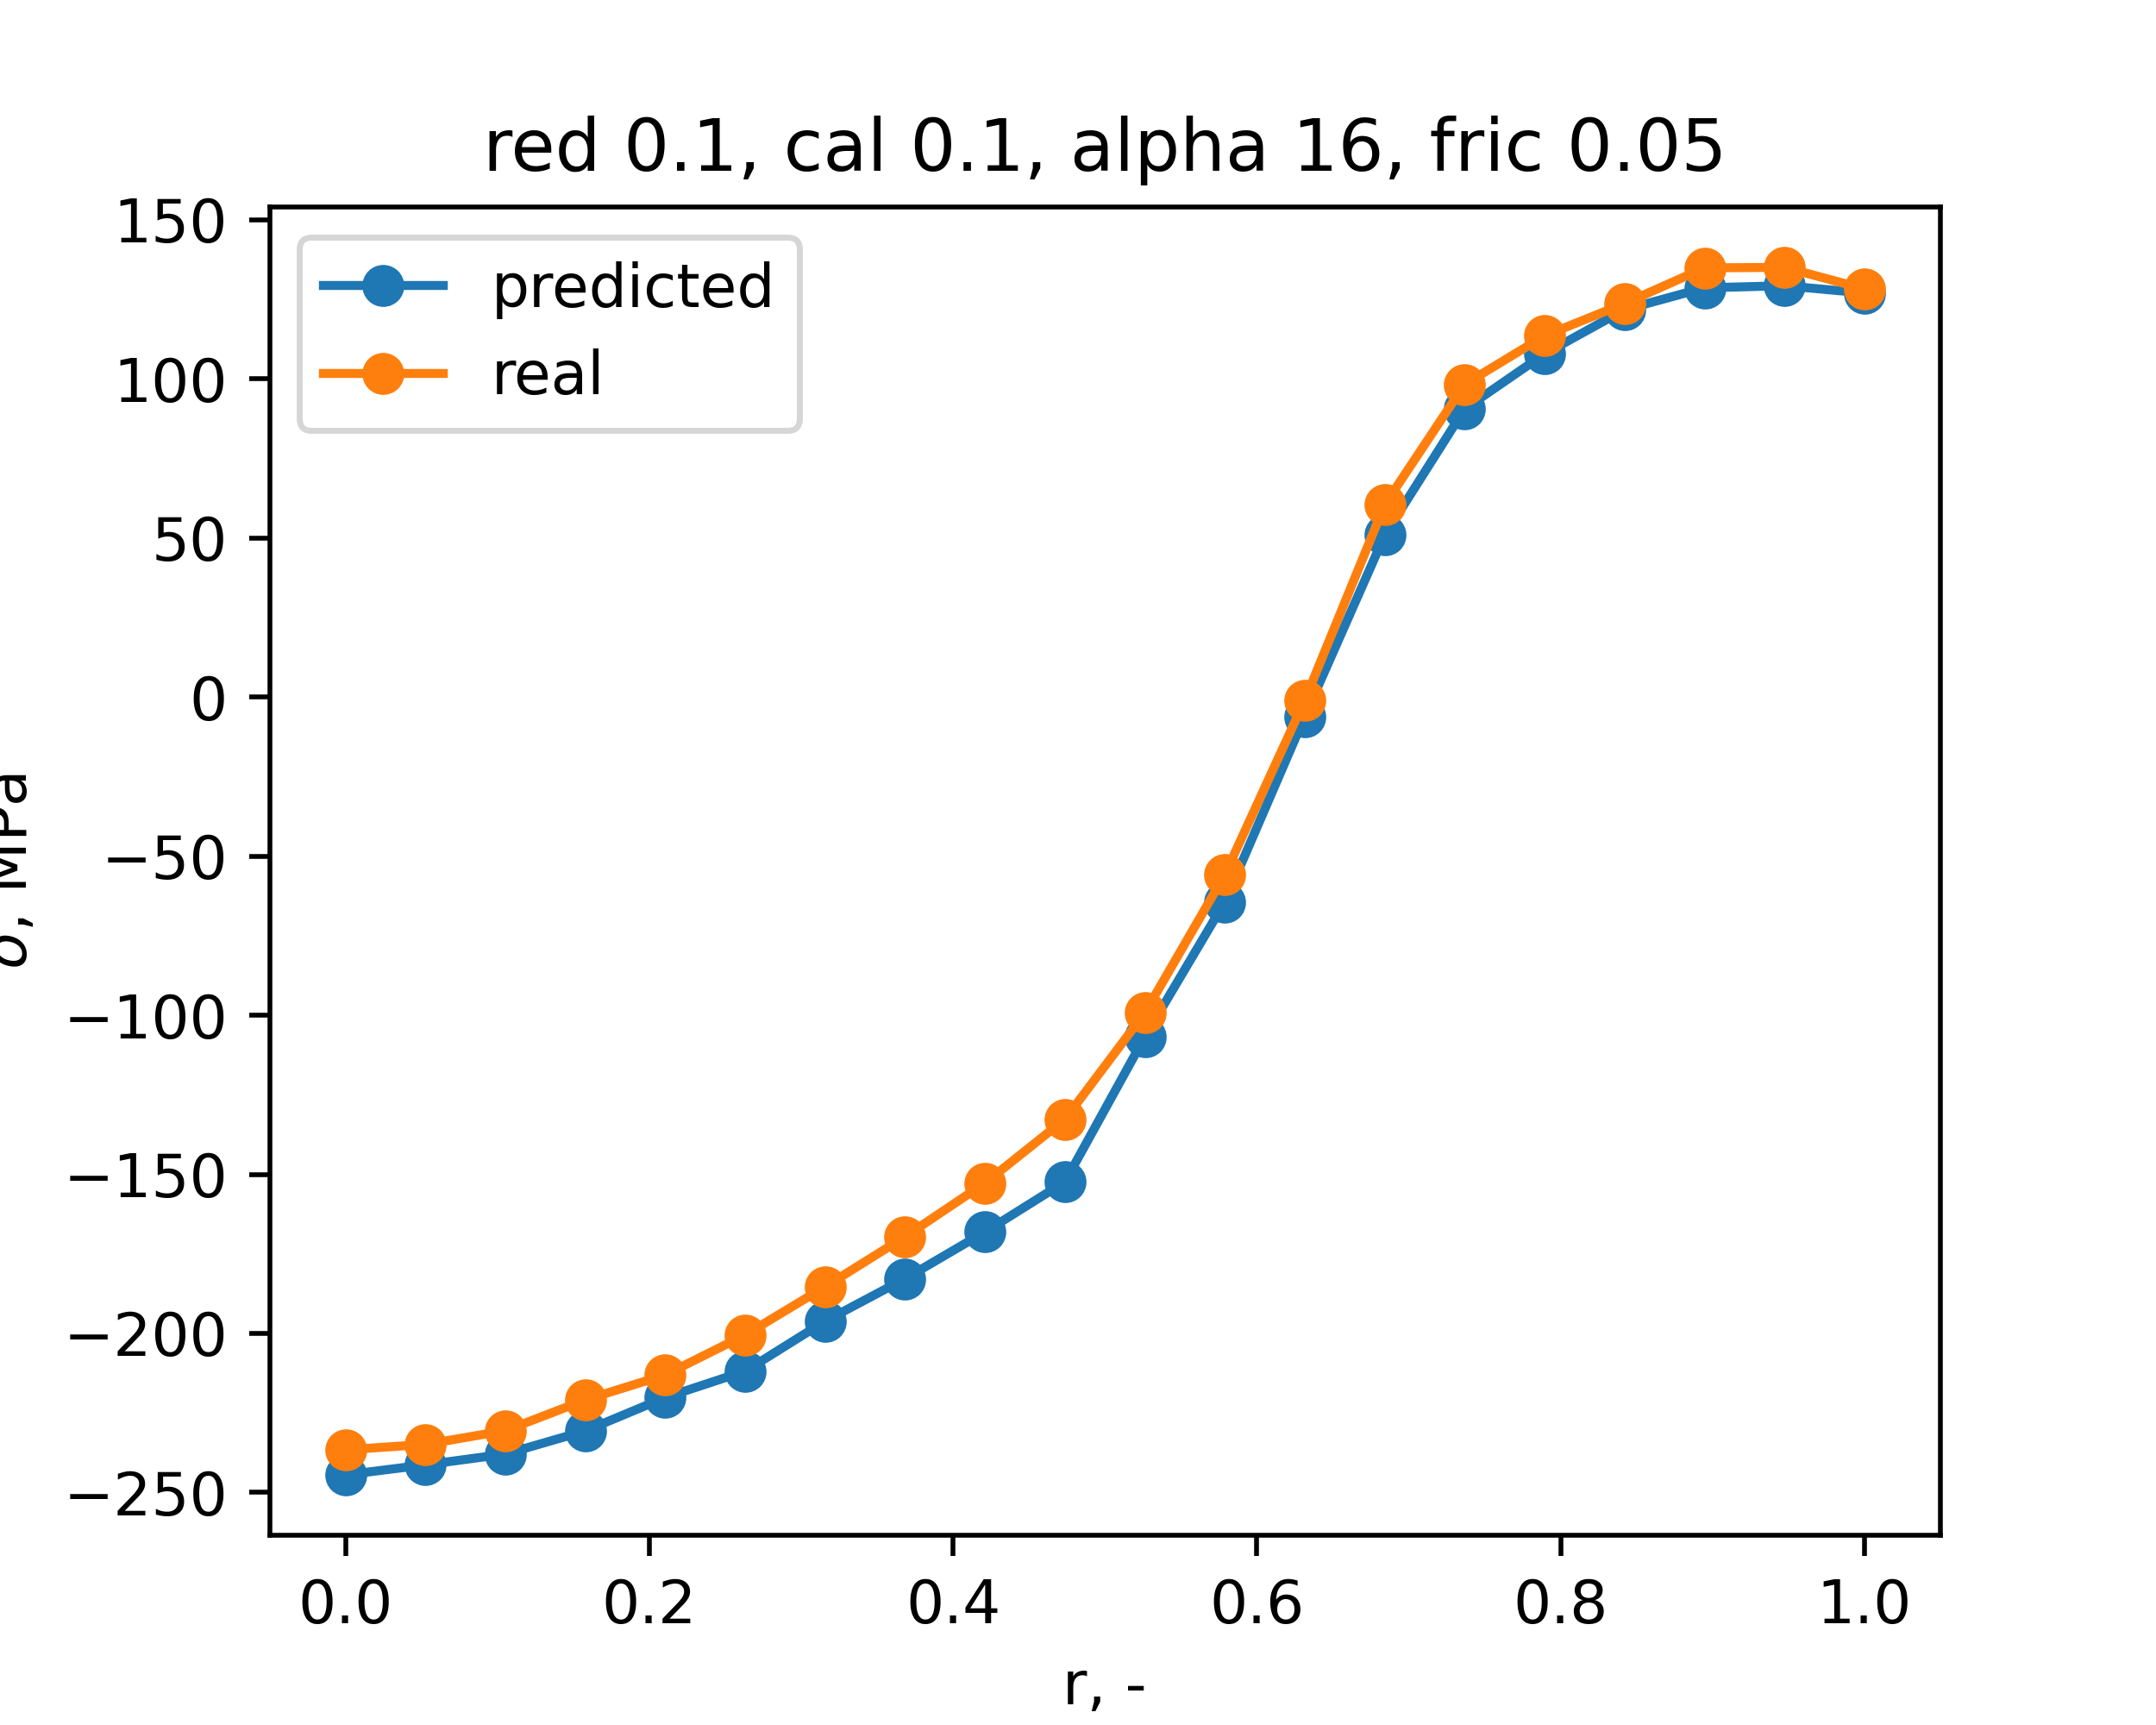 red 0.1, cal 0.1, alpha 16, fric 0.05
150
100
50
0
−50
−100
−150
−200
−250
predicted
real
σ, MPa
0.0 0.2 0.4 0.6 0.8 1.0
r, -